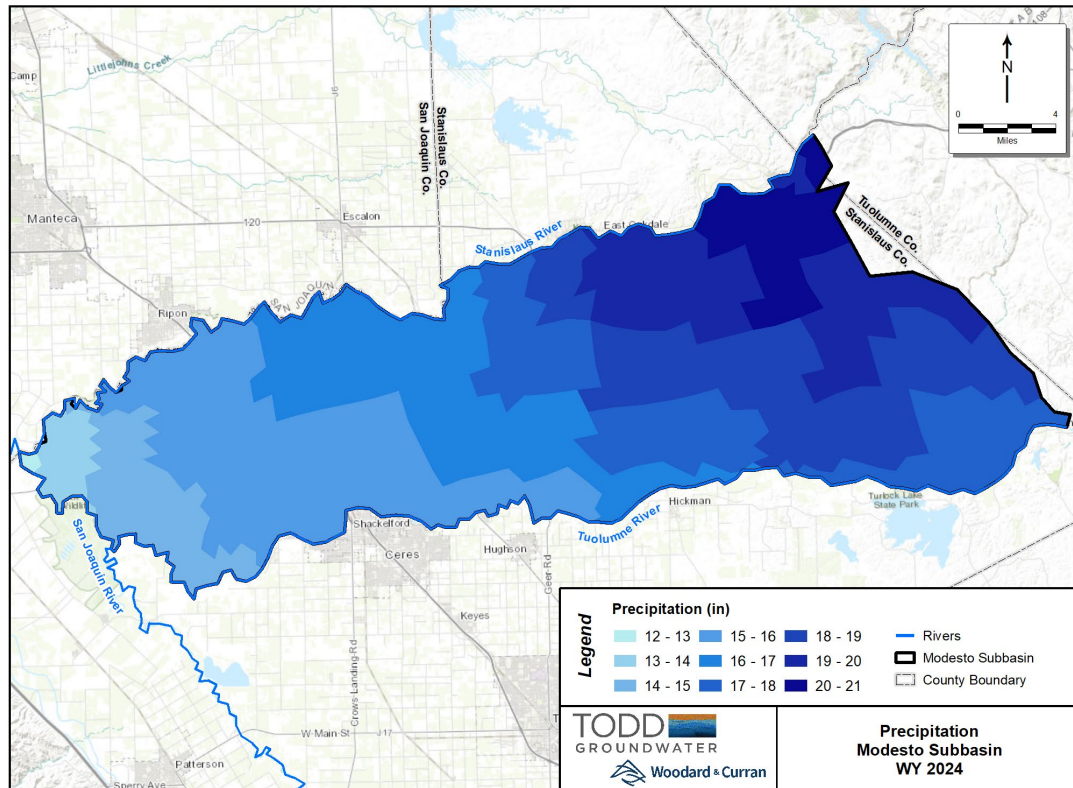 Littlejohns Creek
Camp
J6
Stanislaus Co.
San Joaquin Co.
108
N
0 4
Miles
Manteca
120
Escalon
Stanislaus River
East Oakdale
Tuolumne Co.
Stanislaus Co.
SAN JOAQUIN
Ripon
San Joaquin River
Shackelford
Ceres
Hughson
Geer Rd
Tuolumne River
Hickman
Turlock Lake
State Park
Keyes
Crows Landing Rd
W-Main St
J17
Patterson
Sperry Ave
Legend
Precipitation (in)
12 - 13
13 - 14
14 - 15
15 - 16
16 - 17
17 - 18
18 - 19
19 - 20
20 - 21
Rivers
Modesto Subbasin
County Boundary
TODD
GROUNDWATER
Woodard & Curran
Precipitation
Modesto Subbasin
WY 2024